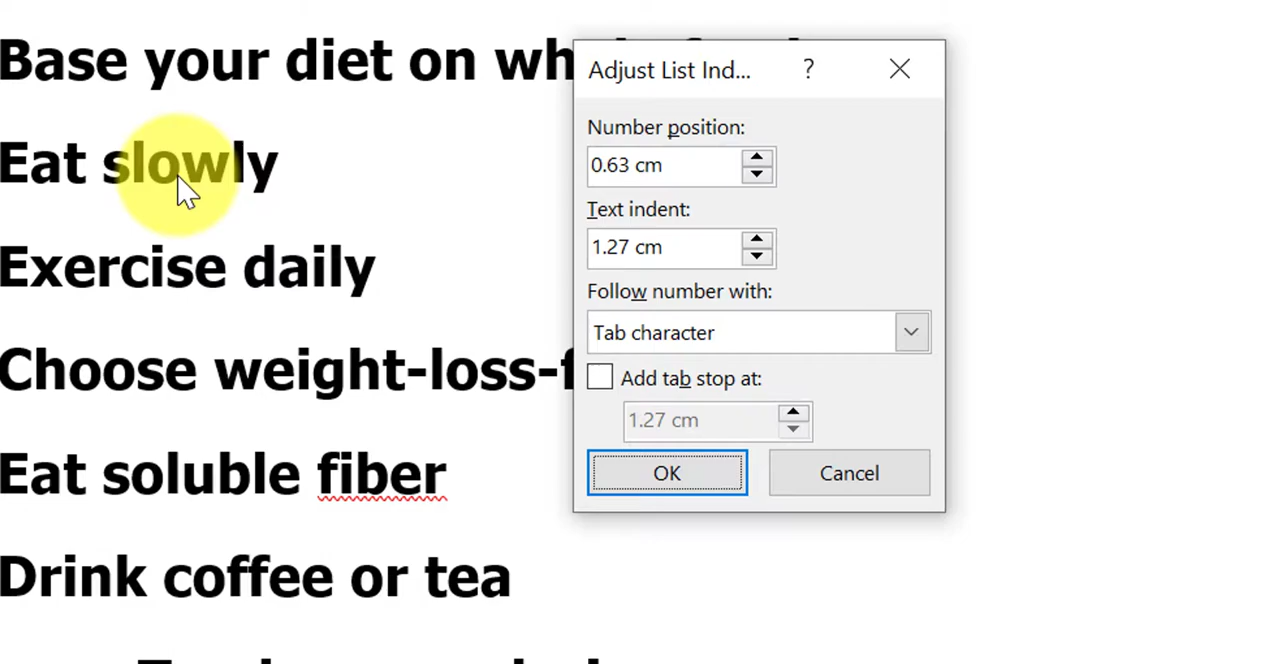 Base your diet on
Eat slowly
Exercise daily
Choose weight-loss-
Eat soluble fiber
Drink coffee or tea
Adjust List Ind... ?
Number position:
0.63 cm
Text indent:
1.27 cm
Follow number with:
Tab character
Add tab stop at:
1.27 cm
OK Cancel